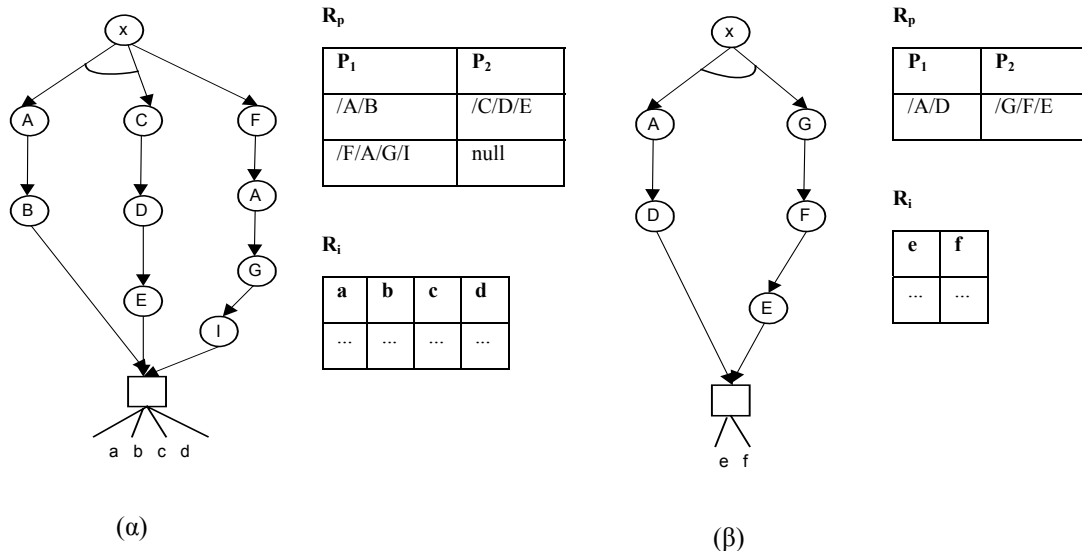 x
A
C
F
B
D
A
E
G
I
a b c d
(α)
R_p
P_1 P_2
/A/B /C/D/E
/F/A/G/I null
R_i
a b c d
... ... ... ...
x
A
G
D
F
E
e f
(β)
R_p
P_1 P_2
/A/D /G/F/E
R_i
e f
... ...